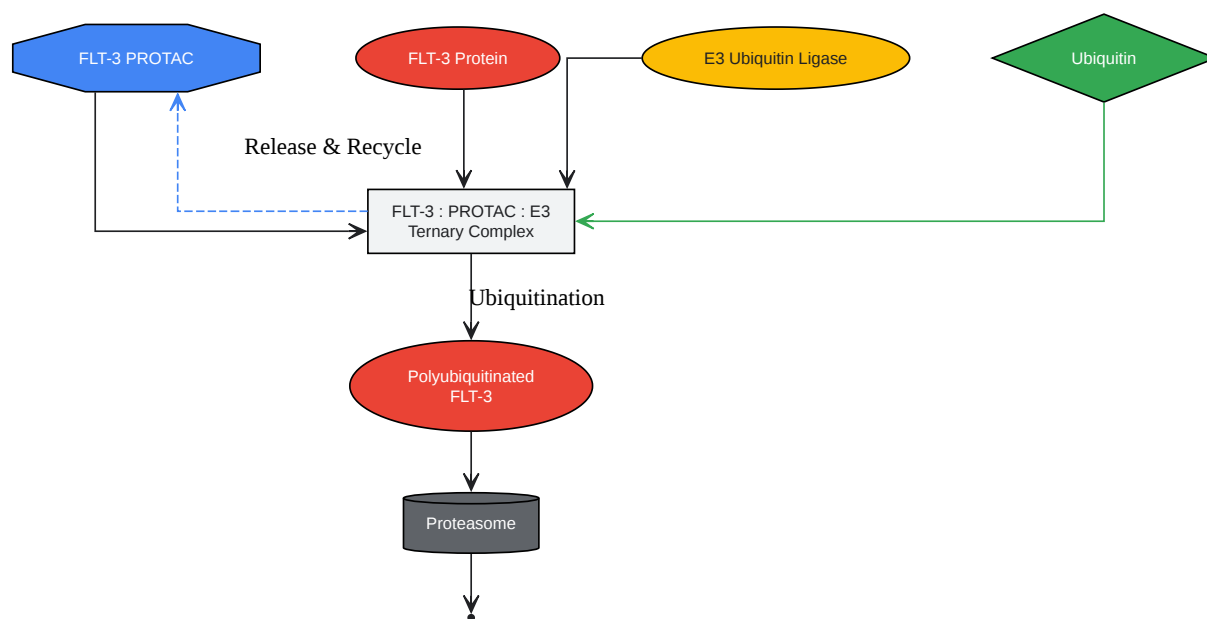 FLT-3 PROTAC
FLT-3 Protein
E3 Ubiquitin Ligase
Ubiquitin
Release & Recycle
FLT-3 : PROTAC : E3
Ternary Complex
Ubiquitination
Polyubiquitinated
FLT-3
Proteasome